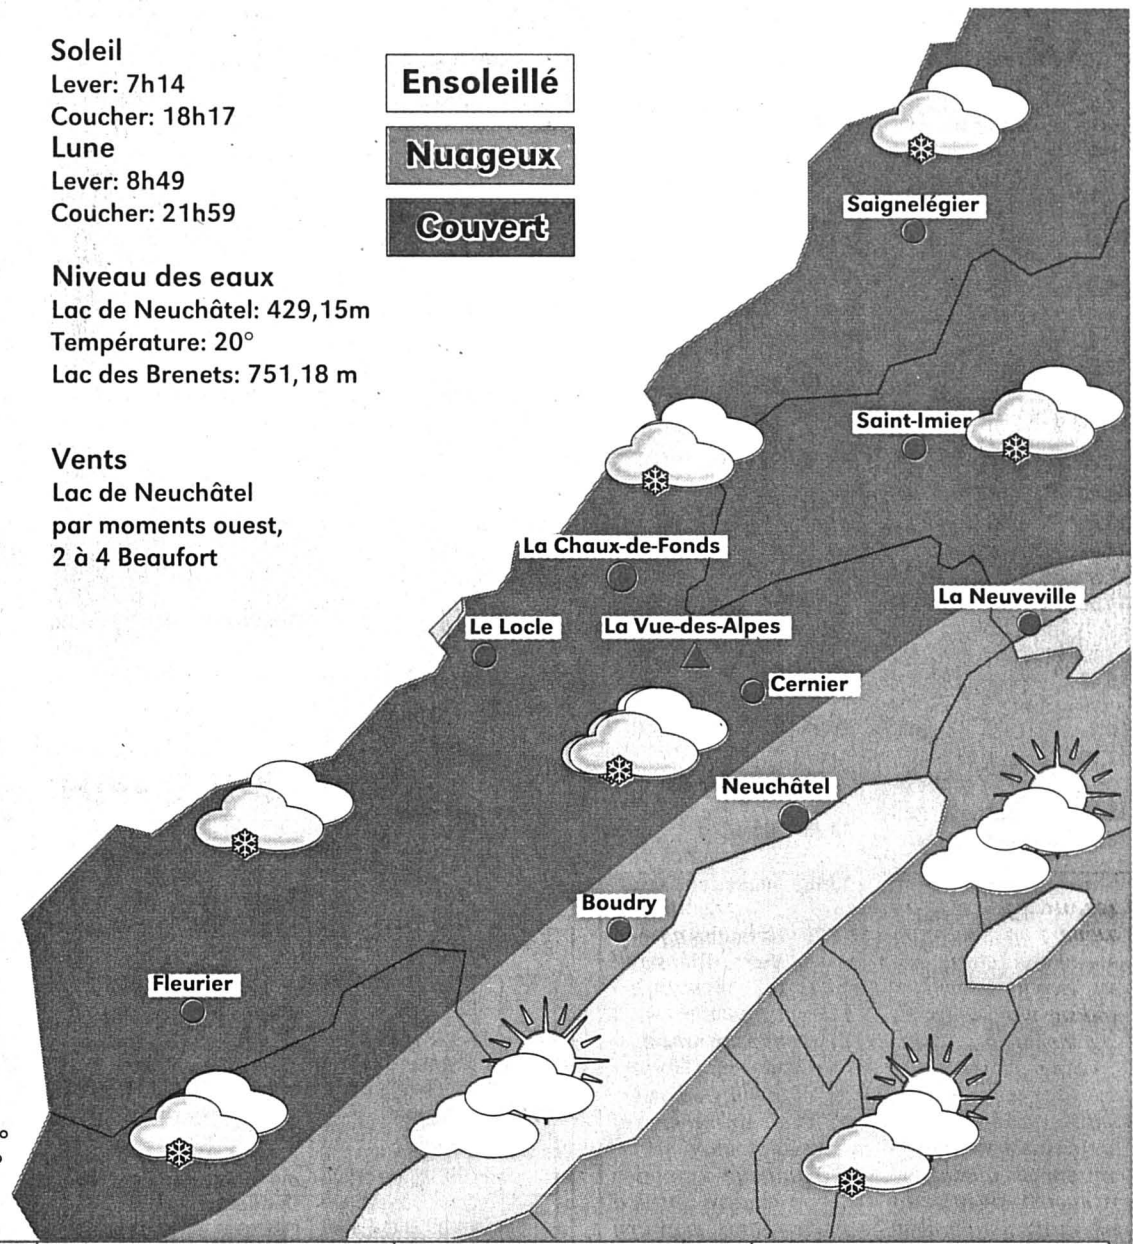 Soleil
Lever: 7h14
Coucher: 18h17
Lune
Lever: 8h49
Coucher: 21h59
Niveau des eaux
Lac de Neuchâtel: 429,15m
Température: 20°
Lac des Brenets: 751,18 m
Vents
Lac de Neuchâtel
par moments ouest,
2 à 4 Beaufort
Ensoleillé
Nuageux
Couvert
Saignelégier
Saint-Imier
La Chaux-de-Fonds
La Neuveville
Le Locle
La Vue-des-Alpes
Cernier
Neuchâtel
Boudry
Fleurier